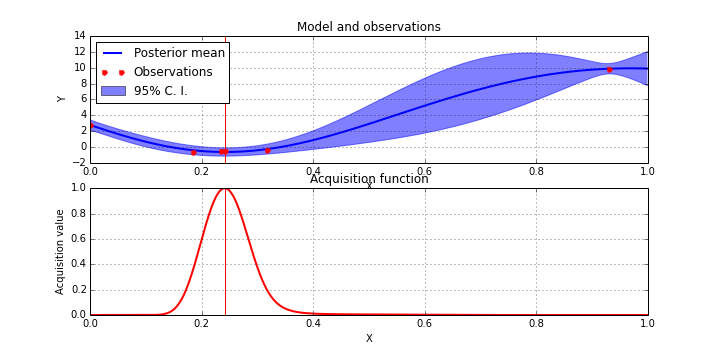 Model and observations
14
12
10
8
6
4
2
0
−2
Y
Posterior mean
Observations
95% C. I.
0.0 0.2 0.4 0.6 0.8 1.0
X
Acquisition function
1.0
0.8
0.6
0.4
0.2
0.0
Acquisition value
0.0 0.2 0.4 0.6 0.8 1.0
X